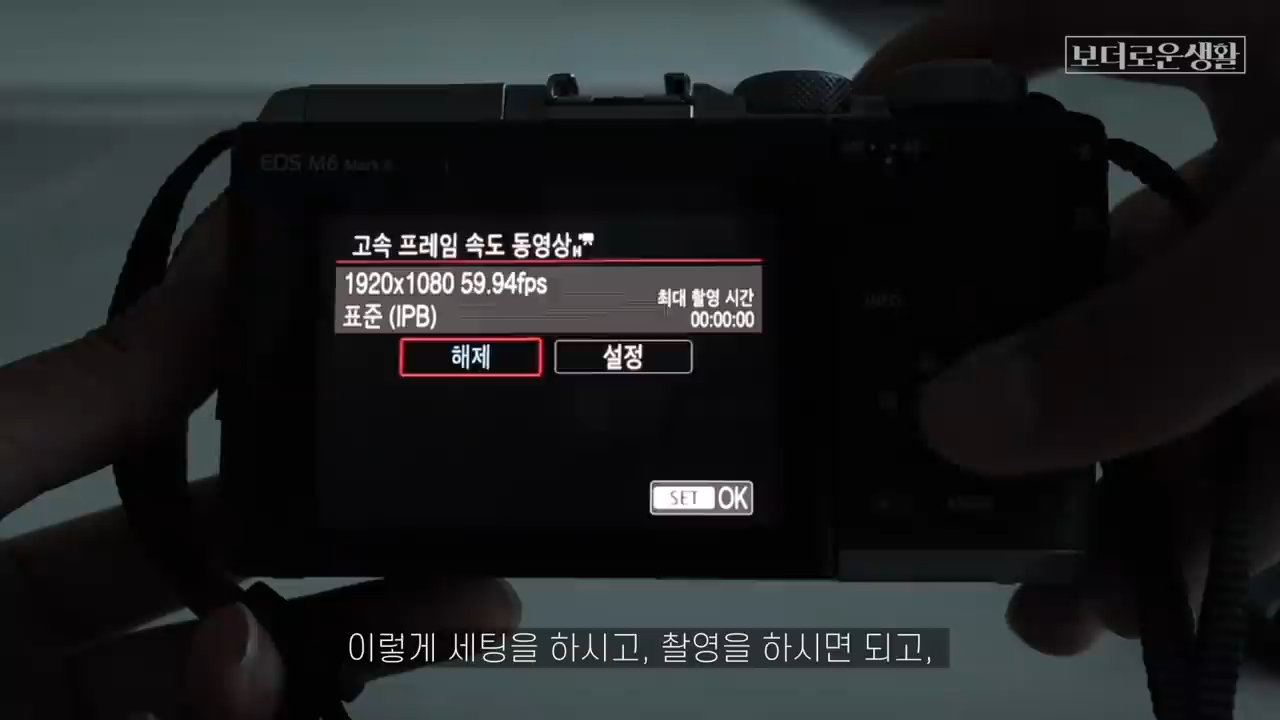 보더로운생활
EOS M6 Mark II
고속 프레임 속도 동영상
1920x1080 59.94fps
표준 (IPB)
최대 촬영 시간
00:00:00
해제
설정
SET OK
INFO
이렇게 세팅을 하시고, 촬영을 하시면 되고,